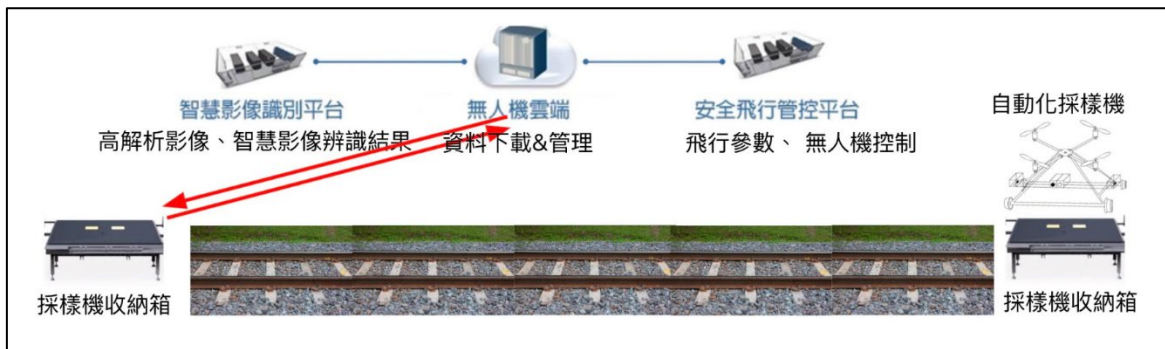 智慧影像識別平台
無人機雲端
安全飛行管控平台
自動化採樣機
高解析影像、智慧影像辨識結果
資料下載&管理
飛行參數、 無人機控制
採樣機收納箱
採樣機收納箱